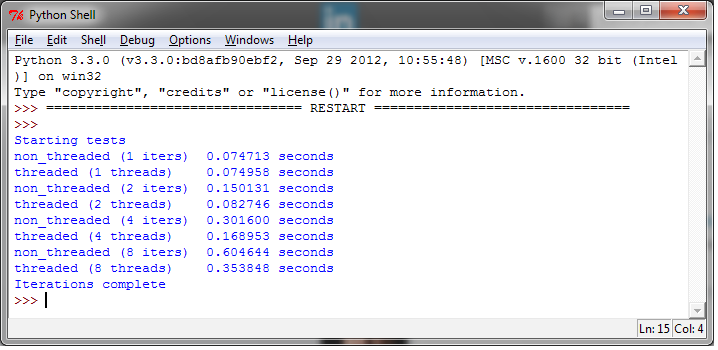 Python Shell
File Edit Shell Debug Options Windows Help
Python 3.3.0 (v3.3.0:bd8afb90ebf2, Sep 29 2012, 10:55:48) [MSC v.1600 32 bit (Intel
)] on win32
Type "copyright", "credits" or "license()" for more information.
>>> ================================ RESTART ================================
>>>
Starting tests
non_threaded (1 iters)  0.074713 seconds
threaded (1 threads)    0.074958 seconds
non_threaded (2 iters)  0.150131 seconds
threaded (2 threads)    0.082746 seconds
non_threaded (4 iters)  0.301600 seconds
threaded (4 threads)    0.168953 seconds
non_threaded (8 iters)  0.604644 seconds
threaded (8 threads)    0.353848 seconds
Iterations complete
>>>
Ln: 15 Col: 4